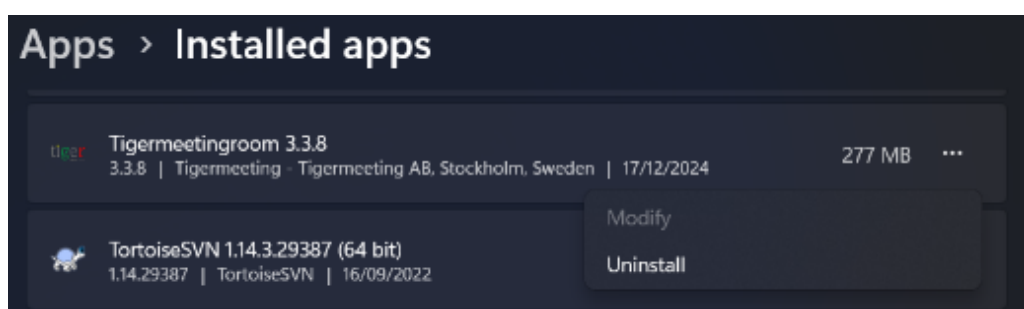 Apps > Installed apps
tiger
Tigermeetingroom 3.3.8
3.3.8 | Tigermeeting - Tigermeeting AB, Stockholm, Sweden | 17/12/2024
277 MB ...
Modify
Uninstall
TortoiseSVN 1.14.3.29387 (64 bit)
1.14.29387 | TortoiseSVN | 16/09/2022